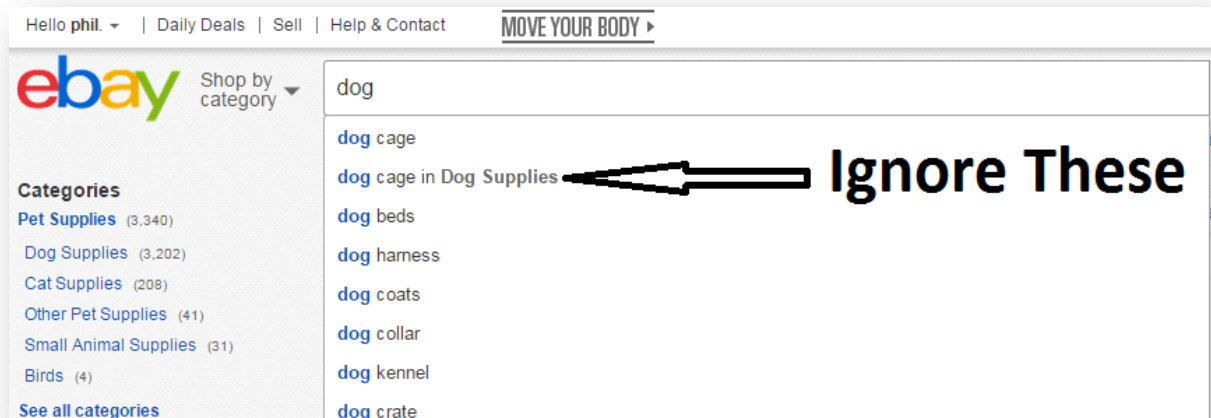 Hello phil. | Daily Deals | Sell | Help & Contact MOVE YOUR BODY
ebay
Shop by
category
dog
dog cage
dog cage in Dog Supplies
Ignore These
dog beds
dog harness
dog coats
dog collar
dog kennel
dog crate
Categories
Pet Supplies (3,340)
Dog Supplies (3,202)
Cat Supplies (208)
Other Pet Supplies (41)
Small Animal Supplies (31)
Birds (4)
See all categories